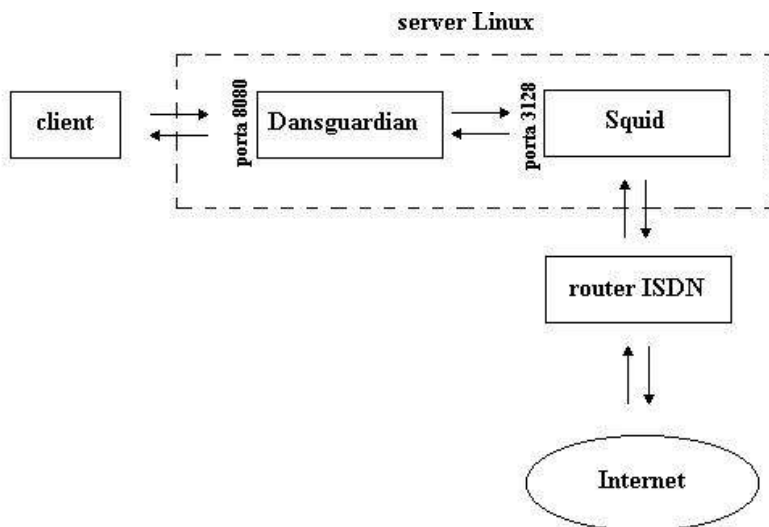 server Linux
client
porta 8080
Dansguardian
porta 3128
Squid
router ISDN
Internet